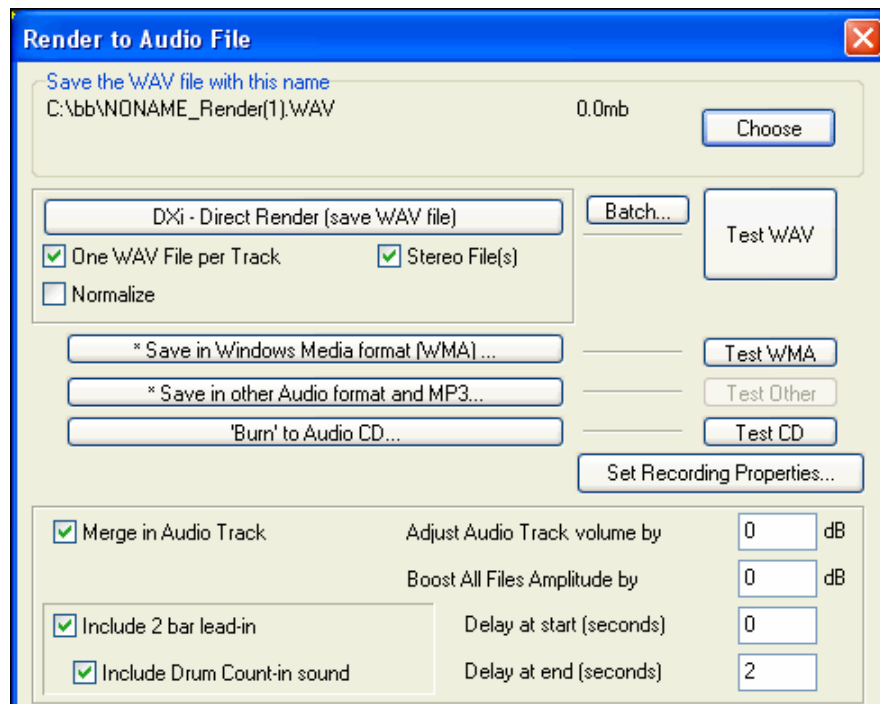 Render to Audio File
Save the WAV file with this name
C:\bb\NONAME_Render(1).WAV 0.0mb
Choose
DXi - Direct Render (save WAV file) Batch... Test WAV
One WAV File per Track Stereo File(s)
Normalize
* Save in Windows Media format (WMA) ... Test WMA
* Save in other Audio format and MP3... Test Other
'Burn' to Audio CD... Test CD
Set Recording Properties...
Merge in Audio Track Adjust Audio Track volume by 0 dB
Boost All Files Amplitude by 0 dB
Include 2 bar lead-in Delay at start (seconds) 0
Include Drum Count-in sound Delay at end (seconds) 2